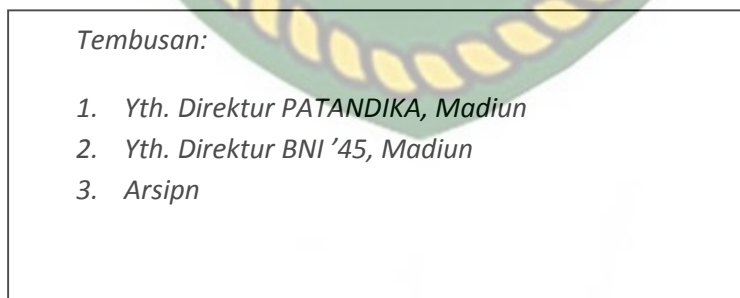 Tembusan:
1. Yth. Direktur PATANDIKA, Madiun
2. Yth. Direktur BNI ’45, Madiun
3. Arsipn